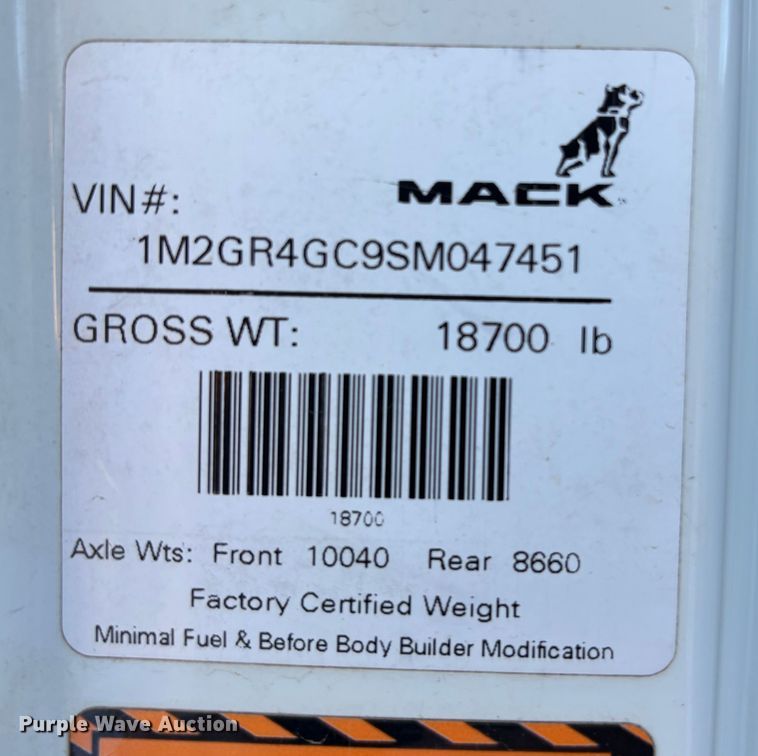 MACK
VIN#:
1M2GR4GC9SM047451
GROSS WT: 18700 lb
18700
Axle Wts: Front 10040 Rear 8660
Factory Certified Weight
Minimal Fuel & Before Body Builder Modification
Purple Wave Auction